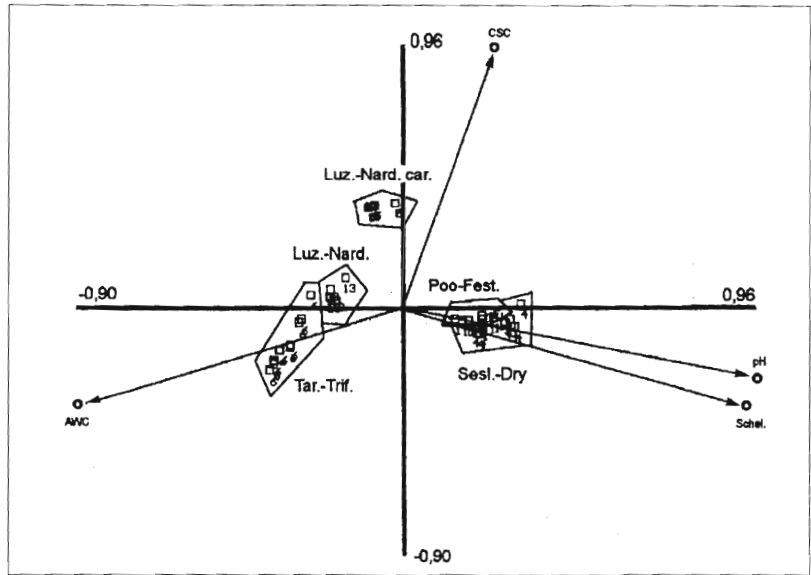 CSC
0,96
Luz.-Nard. car.
Luz.-Nard.
13
-0,90
Poo-Fest.
0,96
4
pH
Sesl.-Dry
Tar.-Trif.
Schel.
AWC
-0,90